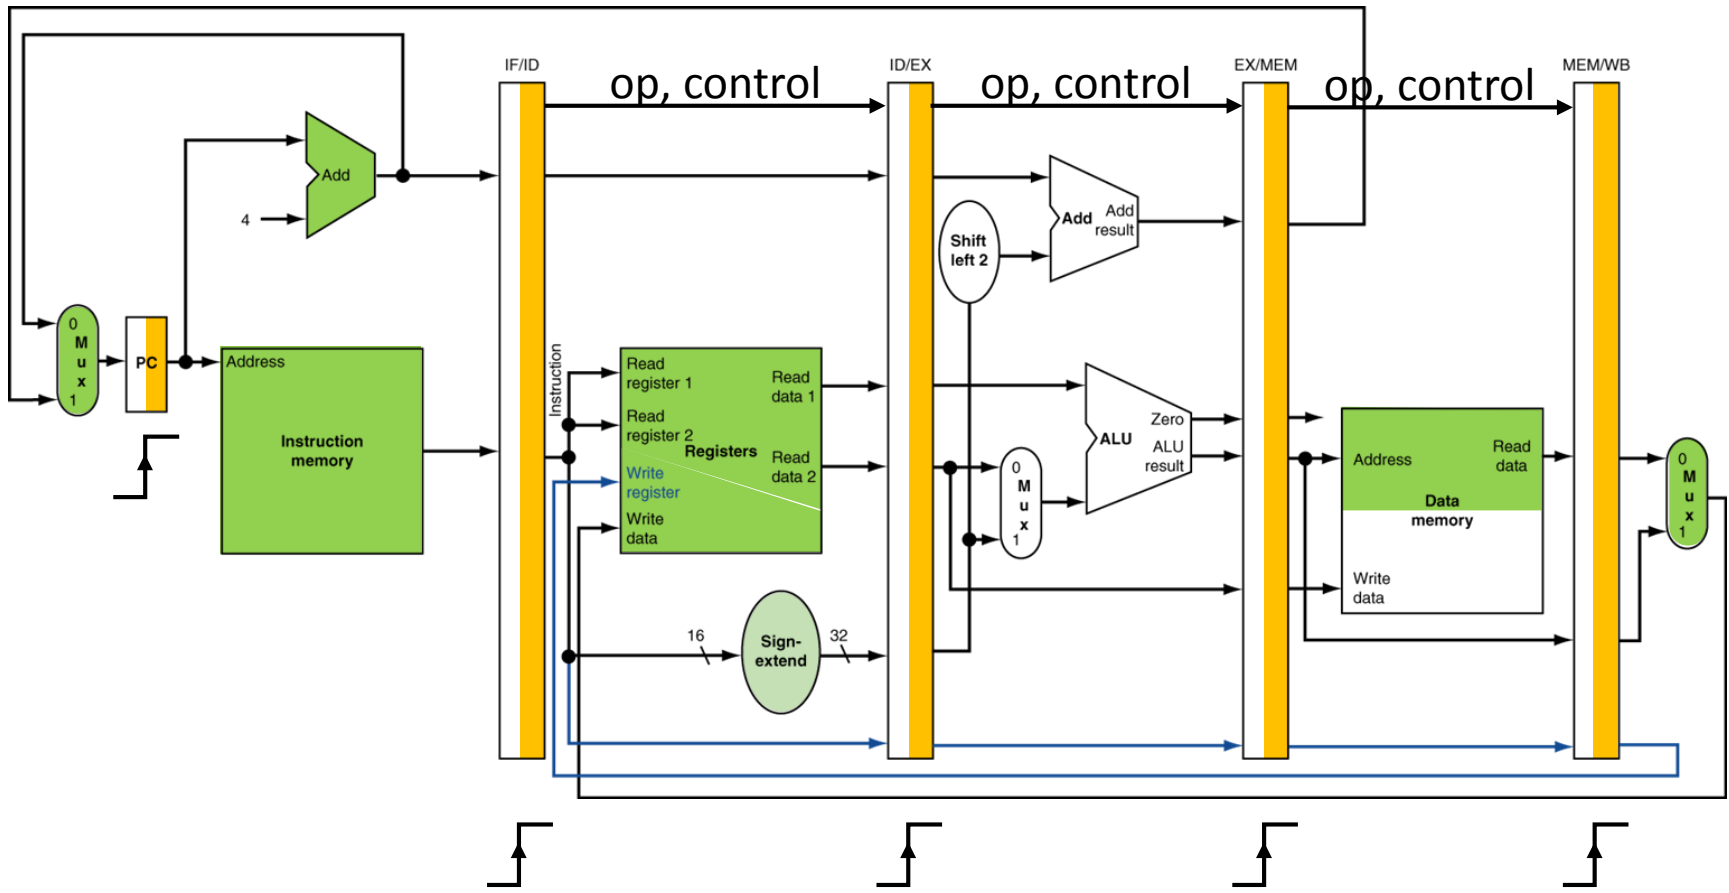 IF/ID
ID/EX
EX/MEM
MEM/WB
op, control
op, control
op, control
Add
4
Shift
left 2
Add
Add
result
0
M
u
x
1
PC
Address
Instruction
memory
Instruction
Read
register 1
Read
register 2
Registers
Write
register
Write
data
Read
data 1
Read
data 2
16
Sign-
extend
32
0
M
u
x
1
ALU
Zero
ALU
result
Address
Read
data
Data
memory
Write
data
0
M
u
x
1